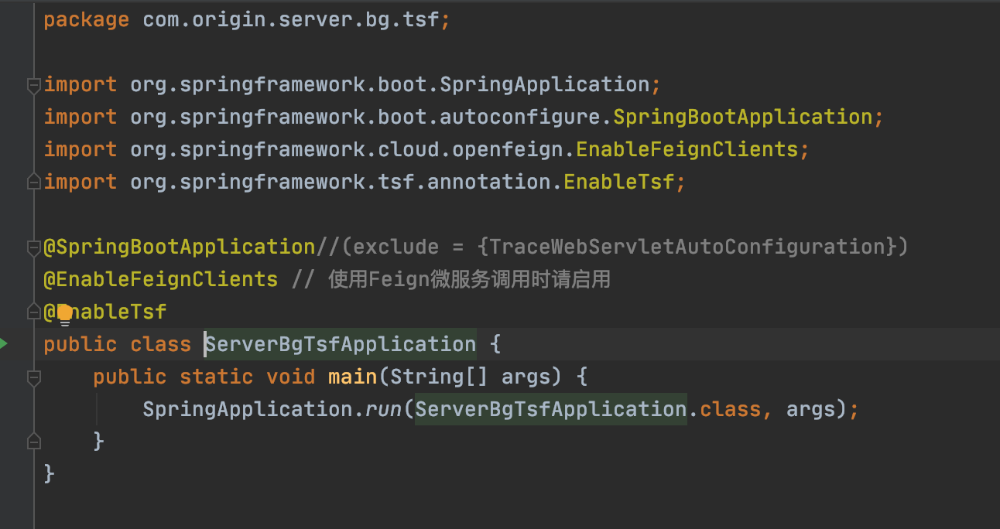 package com.origin.server.bg.tsf;
import org.springframework.boot.SpringApplication;
import org.springframework.boot.autoconfigure.SpringBootApplication;
import org.springframework.cloud.openfeign.EnableFeignClients;
import org.springframework.tsf.annotation.EnableTsf;
@SpringBootApplication//(exclude = {TraceWebServletAutoConfiguration})
@EnableFeignClients // 使用Feign微服务调用时请启用
@EnableTsf
public class ServerBgTsfApplication {
    public static void main(String[] args) {
        SpringApplication.run(ServerBgTsfApplication.class, args);
    }
}